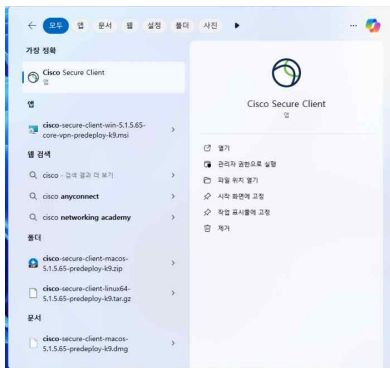 모두 앱 문서 웹 설정 폴더 사진
가장 정확
Cisco Secure Client
앱
앱
cisco-secure-client-win-5.1.5.65-
core-vpn-predeploy-k9.msi
웹 검색
cisco - 검색 결과 더 보기
cisco anyconnect
cisco networking academy
폴더
cisco-secure-client-macos-
5.1.5.65-predeploy-k9.zip
cisco-secure-client-linux64-
5.1.5.65-predeploy-k9.tar.gz
문서
cisco-secure-client-macos-
5.1.5.65-predeploy-k9.dmg
Cisco Secure Client
앱
열기
관리자 권한으로 실행
파일 위치 열기
시작 화면에 고정
작업 표시줄에 고정
제거